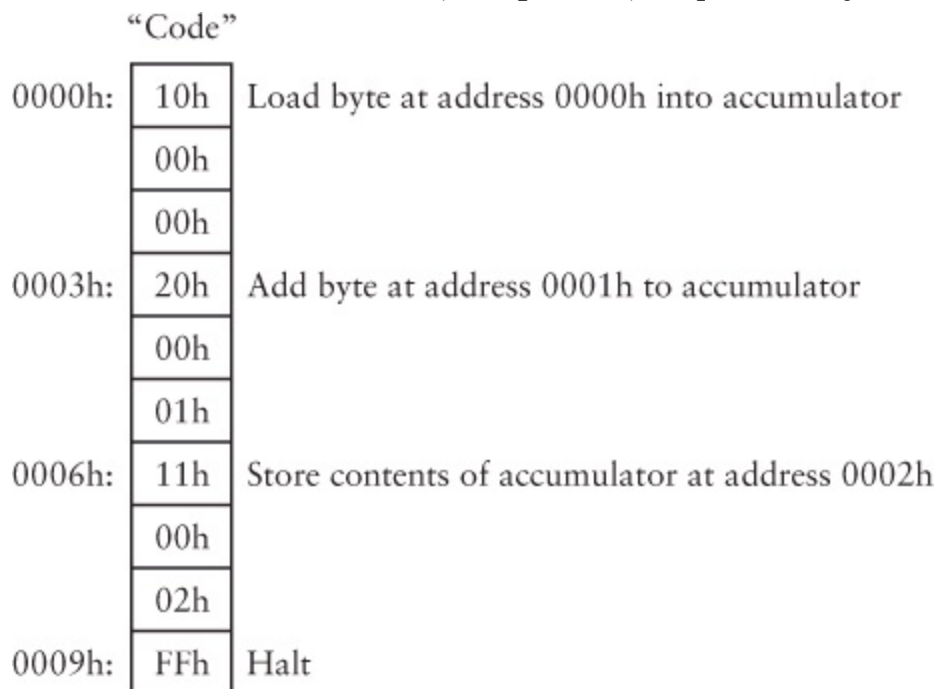 “Code”
0000h: 10h Load byte at address 0000h into accumulator
00h
00h
0003h: 20h Add byte at address 0001h to accumulator
00h
01h
0006h: 11h Store contents of accumulator at address 0002h
00h
02h
0009h: FFh Halt